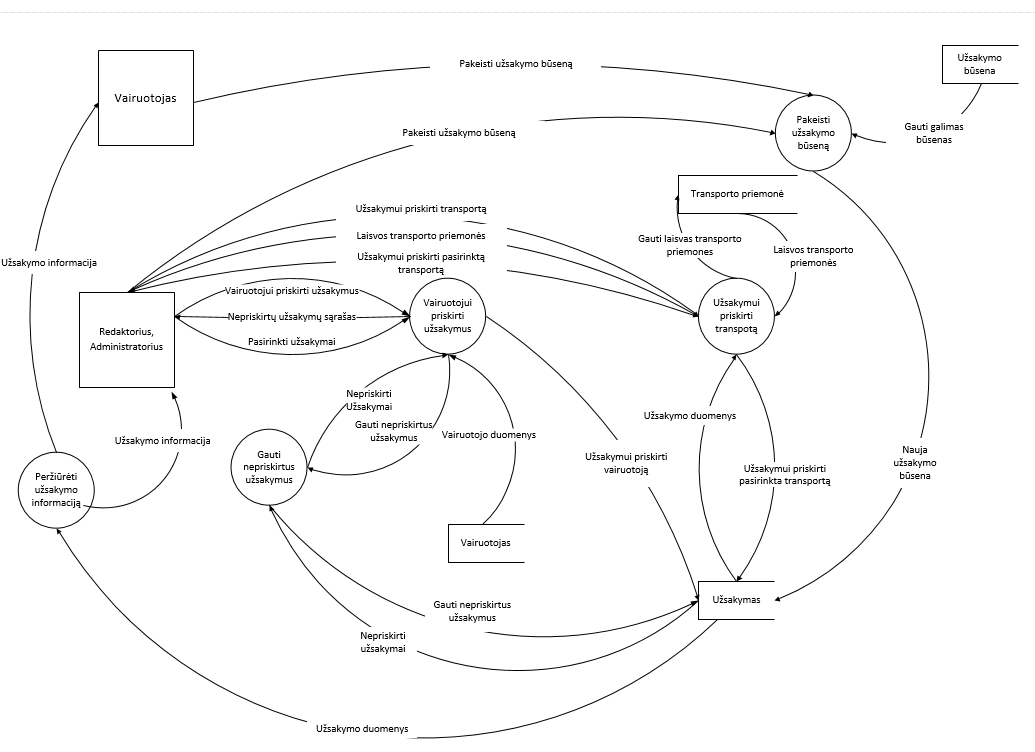 Užsakymo
būsena
Pakeisti užsakymo būseną
Vairuotojas
Pakeisti
užsakymo
būseną
Gauti galimas
būsenas
Pakeisti užsakymo būseną
Transporto priemonė
Užsakymui priskirti transportą
Laisvos transporto priemonės
Gauti laisvas transporto
priemones
Laisvos transporto
priemonės
Užsakymui priskirti pasirinktą
transportą
Užsakymo informacija
Vairuotojui priskirti užsakymus
Vairuotojui
priskirti
užsakymus
Užsakymui
priskirti
transpotą
Nepriskirtų užsakymų sąrašas
Redaktorius,
Administratorius
Pasirinkti užsakymai
Nepriskirti
Užsakymai
Gauti nepriskirtus
užsakymus
Vairuotojo duomenys
Užsakymo duomenys
Užsakymo informacija
Gauti
nepriskirtus
užsakymus
Užsakymui priskirti
vairuotoją
Užsakymui priskirti
pasirinkta transportą
Nauja
užsakymo
būsena
Peržiūrėti
užsakymo
informaciją
Vairuotojas
Užsakymas
Gauti nepriskirtus
užsakymus
Nepriskirti
užsakymai
Užsakymo duomenys